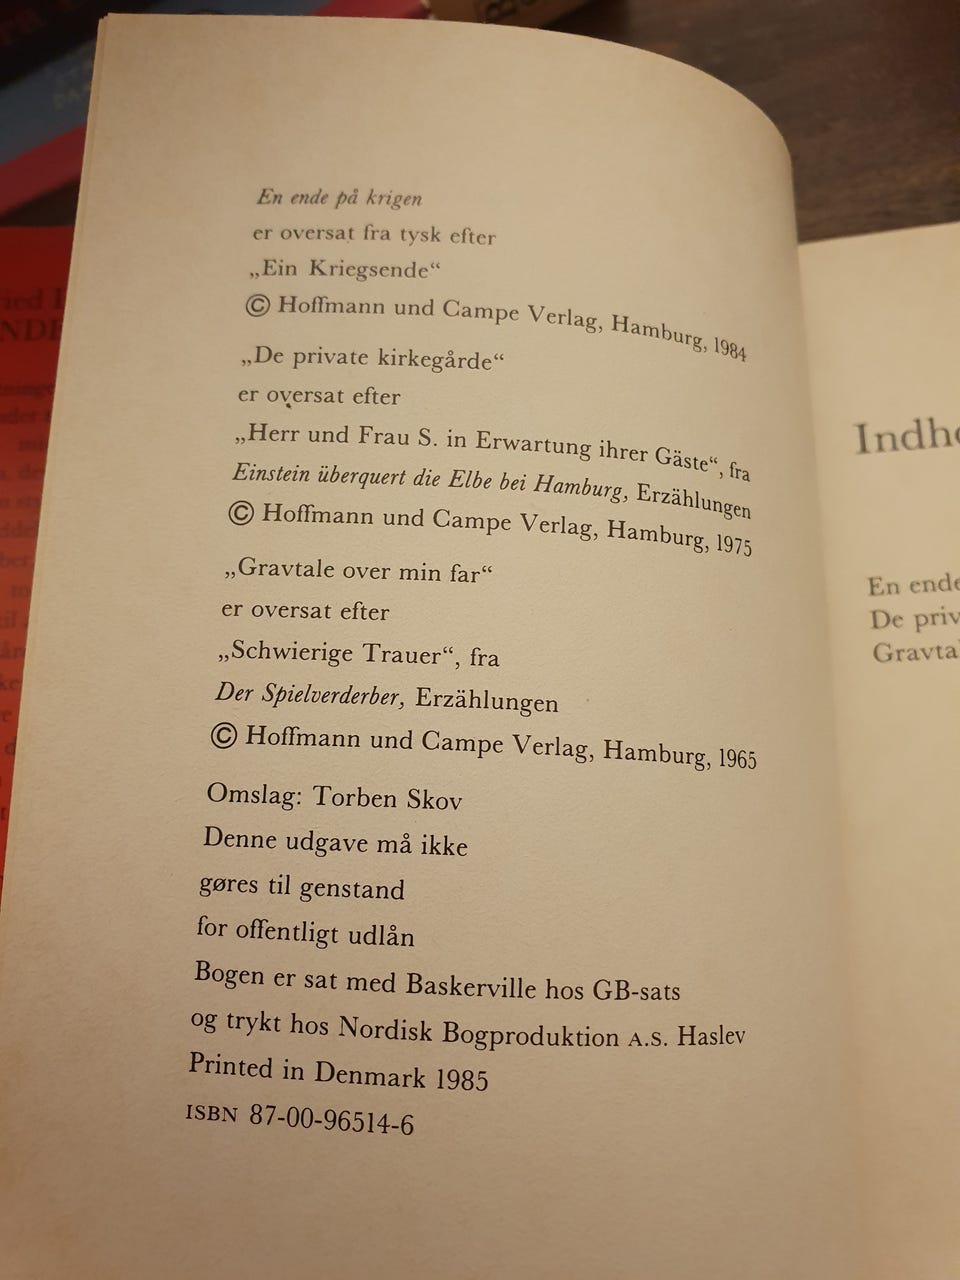 En ende på krigen
er oversat fra tysk efter
„Ein Kriegsende“
© Hoffmann und Campe Verlag, Hamburg, 1984
„De private kirkegårde“
er oversat efter
„Herr und Frau S. in Erwartung ihrer Gäste“, fra
Einstein überquert die Elbe bei Hamburg, Erzählungen
© Hoffmann und Campe Verlag, Hamburg, 1975
„Gravtale over min far“
er oversat efter
„Schwierige Trauer“, fra
Der Spielverderber, Erzählungen
© Hoffmann und Campe Verlag, Hamburg, 1965
Omslag: Torben Skov
Denne udgave må ikke
gøres til genstand
for offentligt udlån
Bogen er sat med Baskerville hos GB-sats
og trykt hos Nordisk Bogproduktion A.S. Haslev
Printed in Denmark 1985
ISBN 87-00-96514-6
En
De